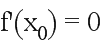 f'(x₀) = 0